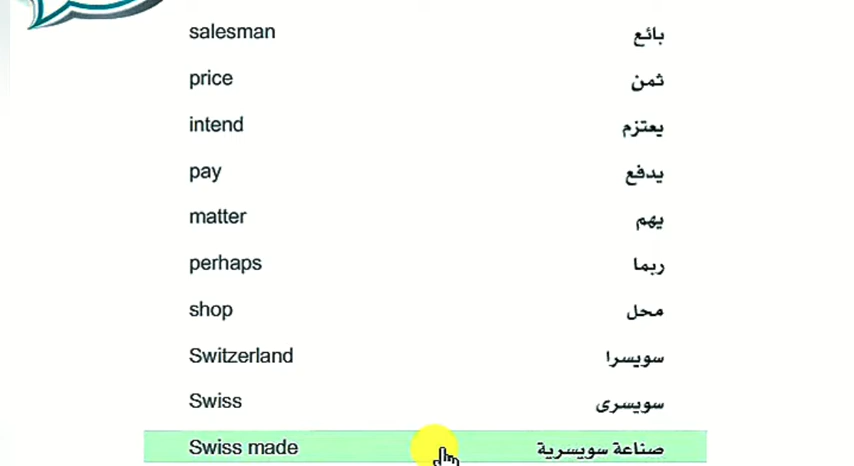 salesman بائع
price ثمن
intend يعتزم
pay يدفع
matter يهم
perhaps ربما
shop محل
Switzerland سويسرا
Swiss سويسرى
Swiss made صناعة سويسرية